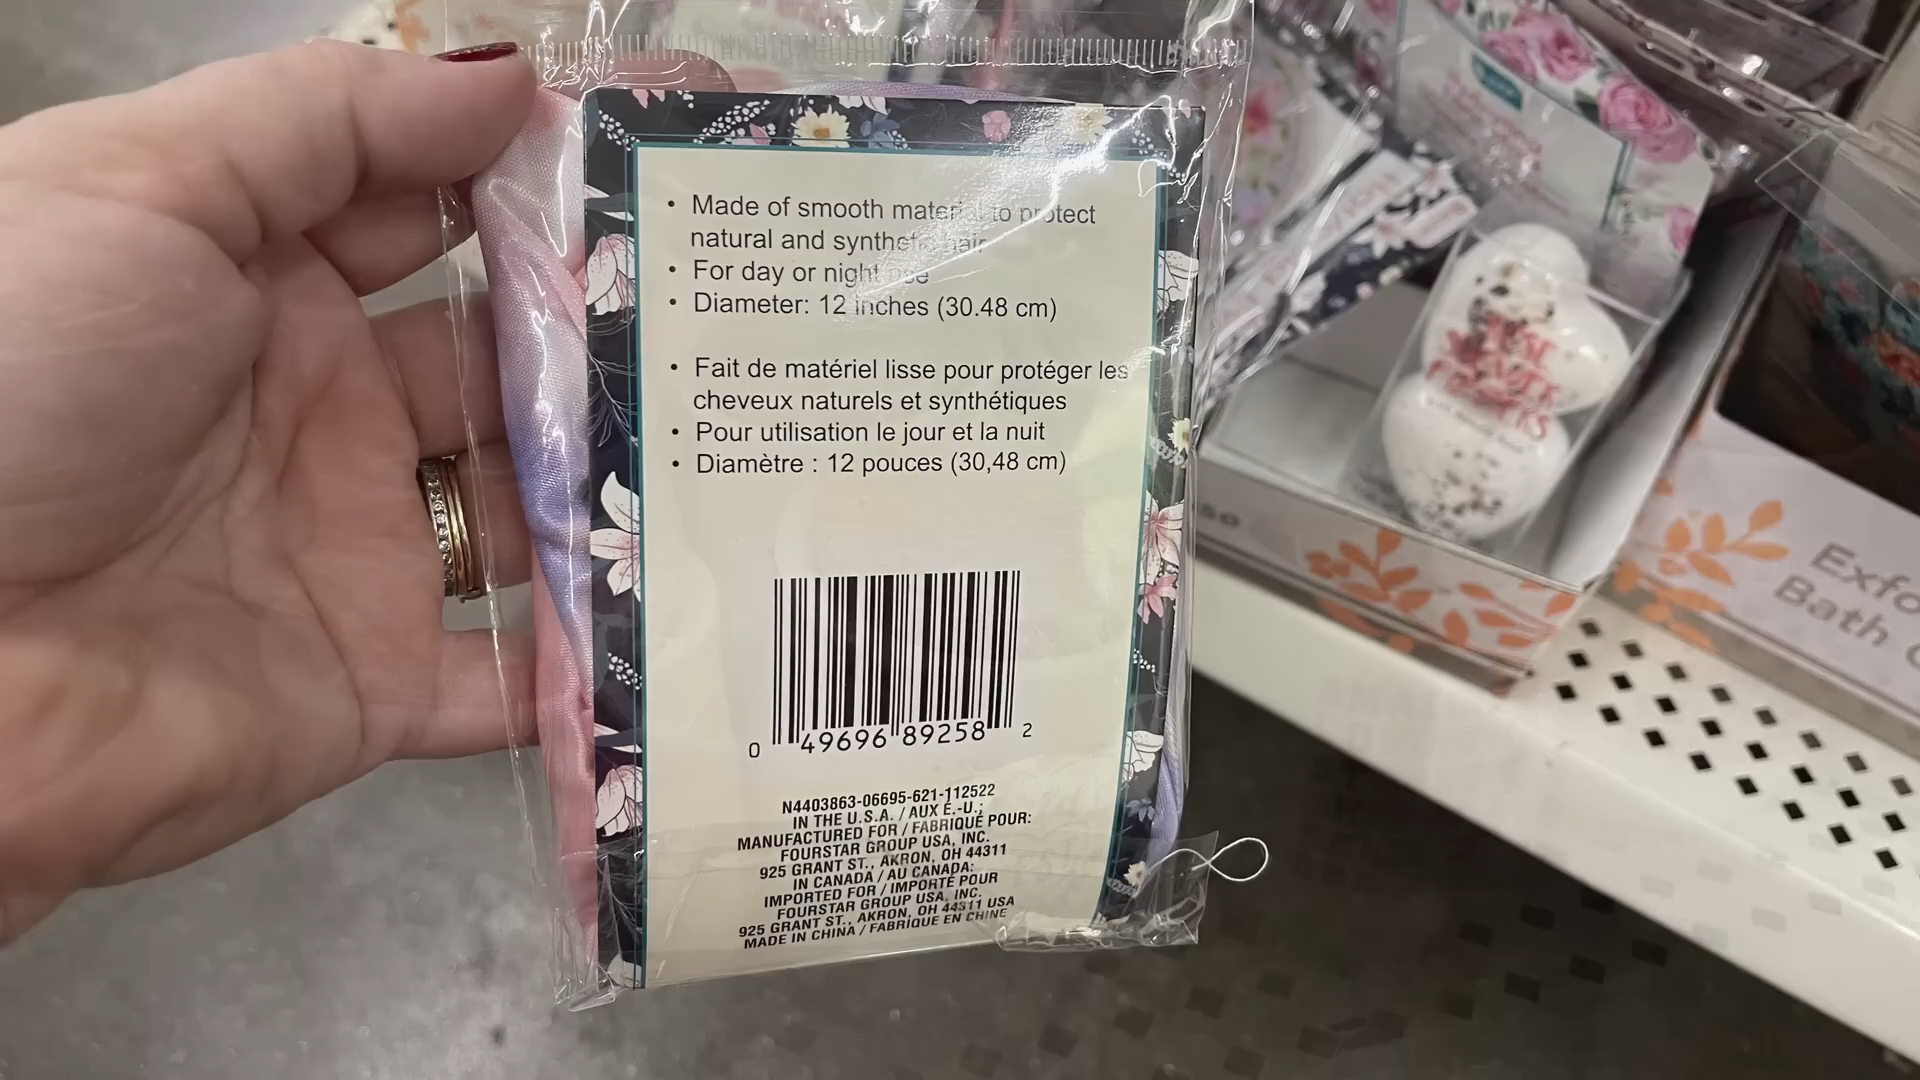 • Made of smooth material to protect
natural and synthetic hair
• For day or night use
• Diameter: 12 inches (30.48 cm)
• Fait de matériel lisse pour protéger les
cheveux naturels et synthétiques
• Pour utilisation le jour et la nuit
• Diamètre : 12 pouces (30,48 cm)
0 49696 89258 2
N4403863-06695-621-112522
IN THE U.S.A. / AUX É.-U.:
MANUFACTURED FOR / FABRIQUÉ POUR:
FOURSTAR GROUP USA, INC.
925 GRANT ST., AKRON, OH 44311
IN CANADA / AU CANADA:
IMPORTED FOR / IMPORTÉ POUR
FOURSTAR GROUP USA, INC.
925 GRANT ST., AKRON, OH 44311 USA
MADE IN CHINA / FABRIQUÉ EN CHINE
Bath